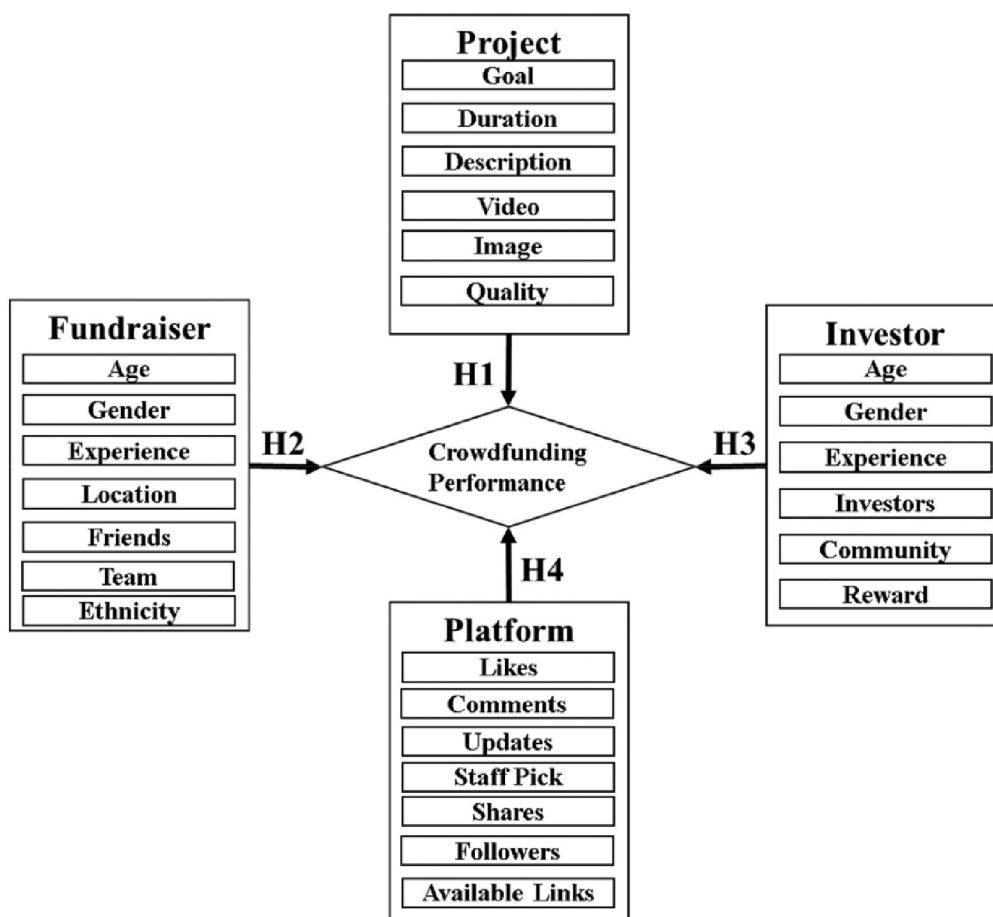 Project
Goal
Duration
Description
Video
Image
Quality
H1
Fundraiser
Age
Gender
Experience
Location
Friends
Team
Ethnicity
H2
Crowdfunding
Performance
H3
Investor
Age
Gender
Experience
Investors
Community
Reward
H4
Platform
Likes
Comments
Updates
Staff Pick
Shares
Followers
Available Links